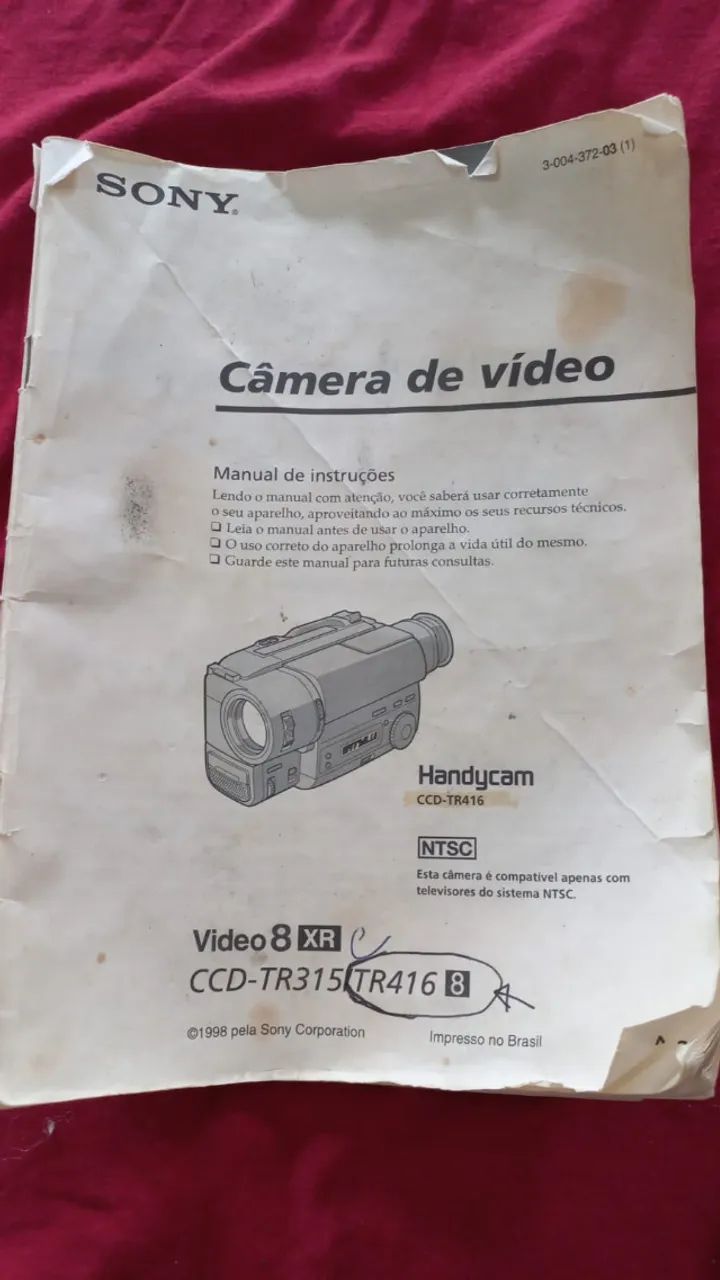 SONY®
3-004-372-03 (1)
Câmera de vídeo
Manual de instruções
Lendo o manual com atenção, você saberá usar corretamente
o seu aparelho, aproveitando ao máximo os seus recursos técnicos.
❏ Leia o manual antes de usar o aparelho.
❏ O uso correto do aparelho prolonga a vida útil do mesmo.
❏ Guarde este manual para futuras consultas.
Handycam
CCD-TR416
NTSC
Esta câmera é compatível apenas com
televisores do sistema NTSC.
Video 8 XR
CCD-TR315/TR416 8
©1998 pela Sony Corporation
Impresso no Brasil